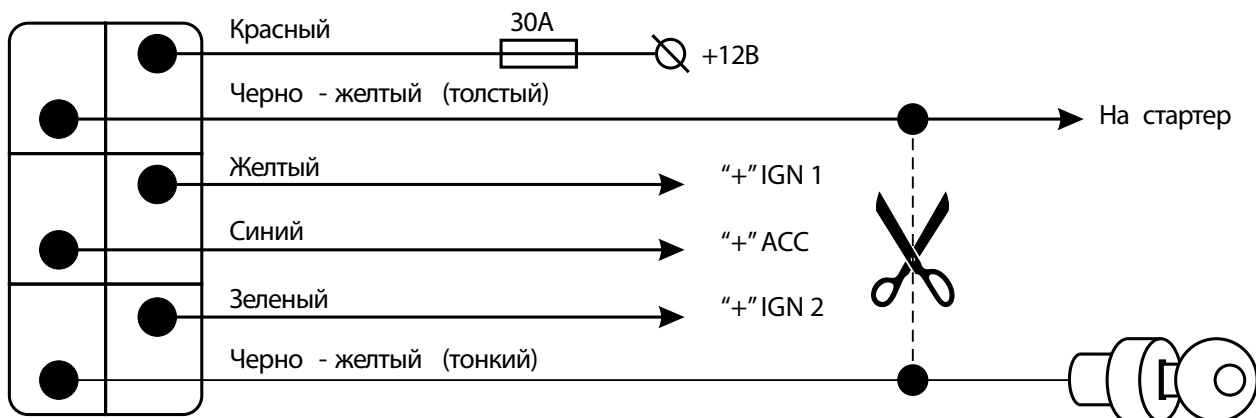 Красный
30А
+12В
Черно - желтый (толстый)
На стартер
Желтый
“+” IGN 1
Синий
“+” ACC
Зеленый
“+” IGN 2
Черно - желтый (тонкий)